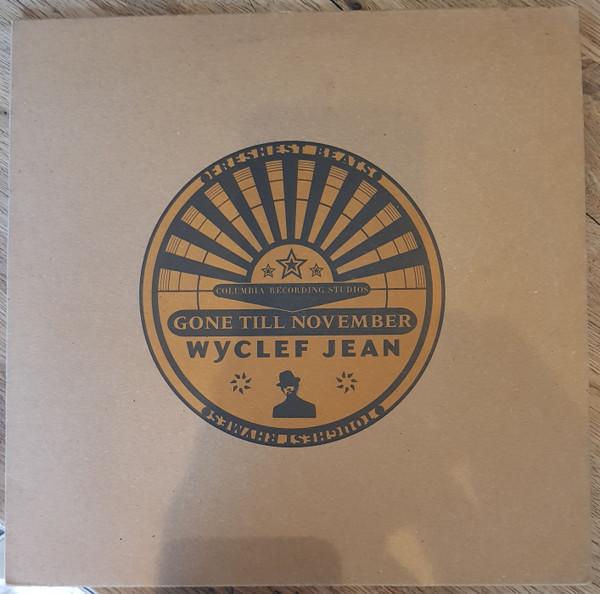 FRESHEST BEATS
COLUMBIA RECORDING STUDIOS
GONE TILL NOVEMBER
WYCLEF JEAN
TOUGHEST RHYMES